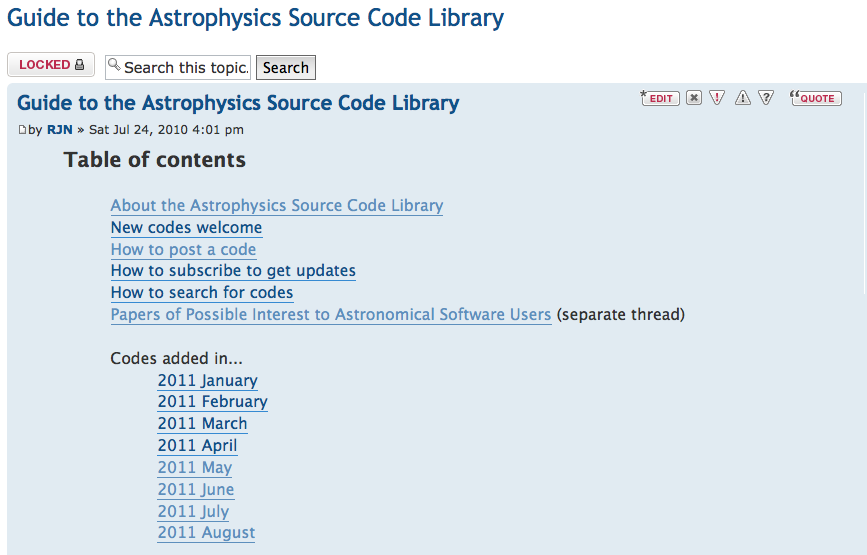 Guide to the Astrophysics Source Code Library
LOCKED Search this topic. Search
Guide to the Astrophysics Source Code Library
* EDIT ! ! ? “QUOTE
by RJN » Sat Jul 24, 2010 4:01 pm
Table of contents
About the Astrophysics Source Code Library
New codes welcome
How to post a code
How to subscribe to get updates
How to search for codes
Papers of Possible Interest to Astronomical Software Users (separate thread)
Codes added in...
2011 January
2011 February
2011 March
2011 April
2011 May
2011 June
2011 July
2011 August